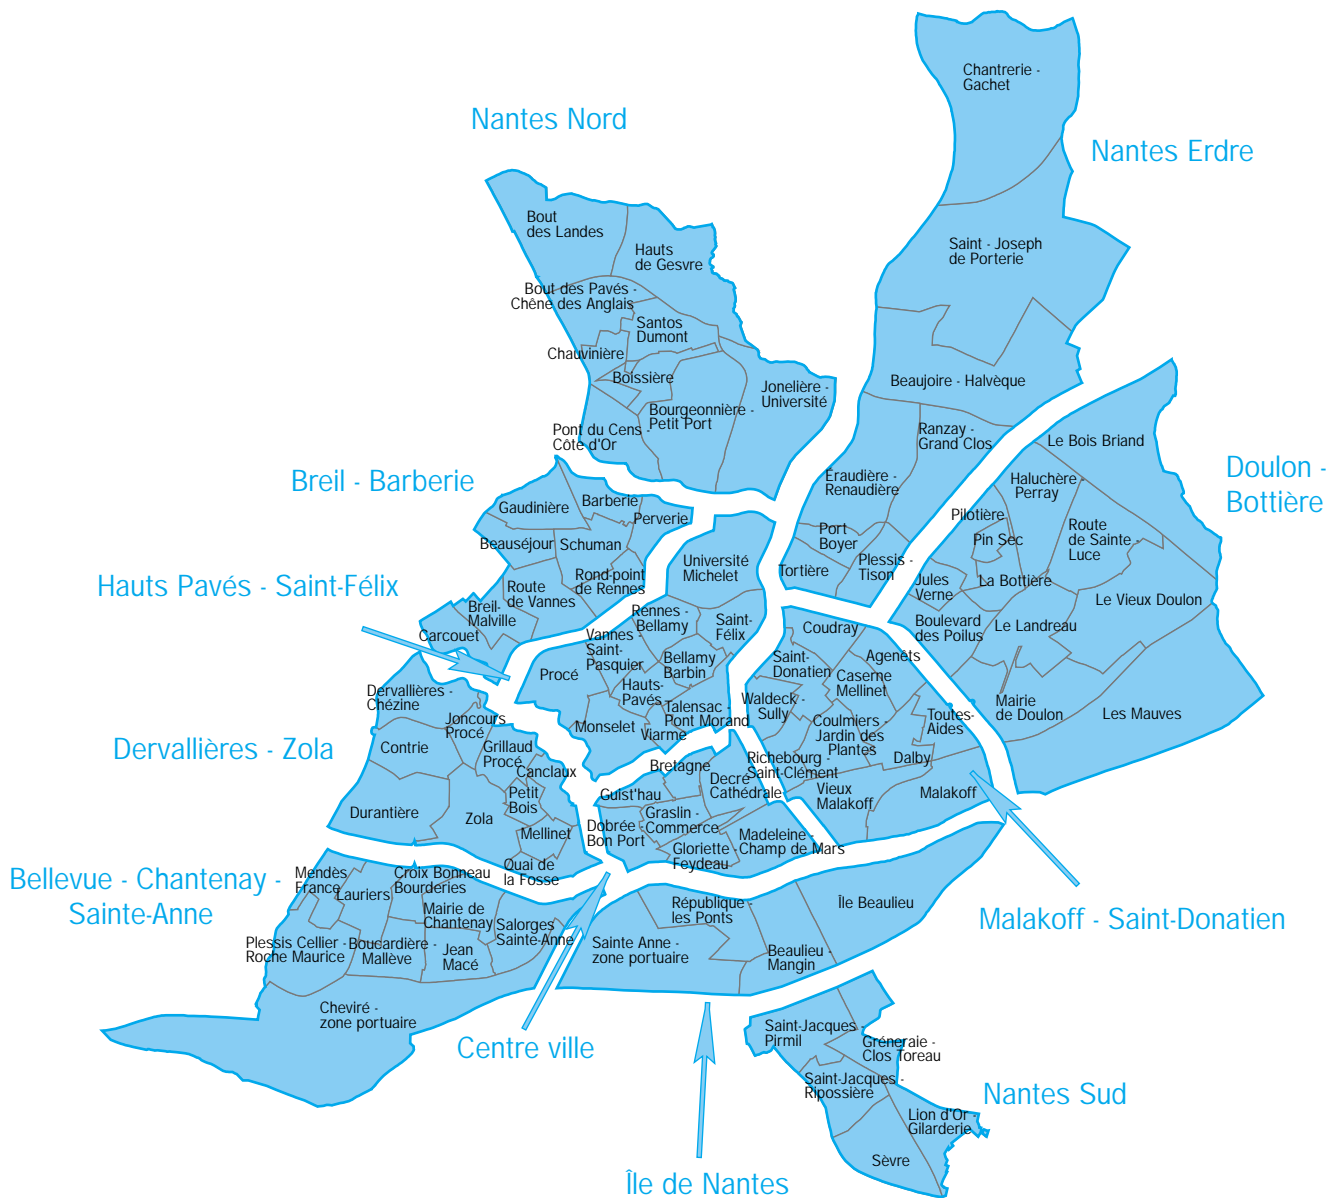 Chantrerie -
Gachet
Nantes Nord
Nantes Erdre
Bout
des Landes
Hauts
de Gesvre
Saint - Joseph
de Porterie
Bout des Pavés -
Chêne des Anglais
Santos
Dumont
Chauvinière
Boissière
Jonelière -
Université
Beaujoire - Halvèque
Bourgeonnière -
Petit Port
Pont du Cens -
Côte d'Or
Ranzay -
Grand Clos
Le Bois Briand
Breil - Barberie
Doulon -
Bottière
Éraudière -
Renaudière
Haluchère -
Perray
Gaudinière
Barberie
Perverie
Pilotière
Port
Boyer
Pin Sec
Route
de Sainte -
Luce
Beauséjour
Schuman
Université
Michelet
Tortière
Plessis -
Tison
Hauts Pavés - Saint-Félix
Rond-point
de Rennes
Route
de Vannes
Jules
Verne
La Bottière
Le Vieux Doulon
Breil-
Malville
Carcouet
Rennes -
Bellamy
Saint-
Félix
Coudray
Boulevard
des Poilus
Le Landreau
Vannes -
Saint-
Pasquier
Bellamy
Barbin
Saint-
Donatien
Agenêts
Caserne
Mellinet
Procé
Hauts-
Pavés
Dervallières -
Chézine
Waldeck -
Sully
Talensac -
Pont Morand
Mairie
de Doulon
Les Mauves
Joncours
Procé
Monselet
Viarme
Coulmiers -
Jardin des
Plantes
Toutes-
Aides
Dervallières - Zola
Contrie
Grillaud
Procé
Canclaux
Bretagne
Richebourg -
Saint-Clément
Dalby
Decré
Cathédrale
Petit
Bois
Guist'hau
Vieux
Malakoff
Malakoff
Durantière
Zola
Graslin -
Commerce
Mellinet
Dobrée -
Bon Port
Madeleine -
Champ de Mars
Gloriette -
Feydeau
Quai de
la Fosse
Bellevue - Chantenay -
Sainte-Anne
Mendès
France
Lauriers
Croix Bonneau
Bourderies
Mairie de
Chantenay
Salorges
Sainte-Anne
République -
les Ponts
Île Beaulieu
Malakoff - Saint-Donatien
Plessis Cellier -
Roche Maurice
Boucardière -
Mallève
Jean
Macé
Sainte Anne -
zone portuaire
Beaulieu -
Mangin
Cheviré -
zone portuaire
Centre ville
Saint-Jacques -
Pirmil
Gréneraie -
Clos Toreau
Saint-Jacques -
Ripossière
Nantes Sud
Lion d'Or -
Gilarderie
Sèvre
Île de Nantes